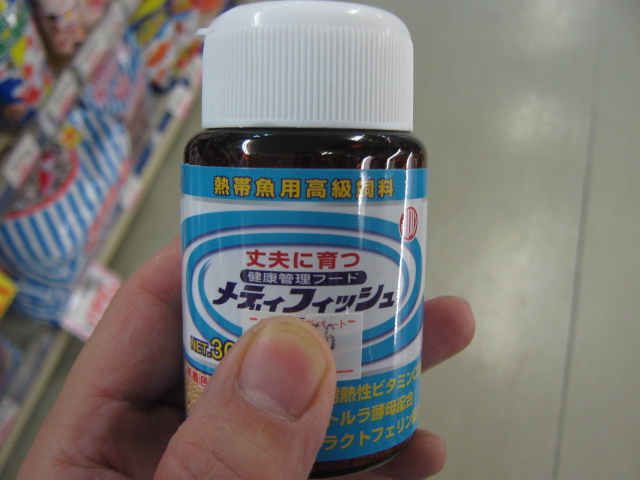 熱帯魚用高級飼料
丈夫に育つ
健康管理フード
メディフィッシュ
NET.
熱性ビタミンC
トルラ酵母配合
ラクトフェリン